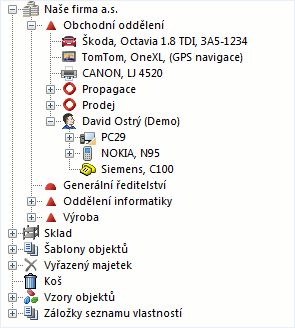 Naše firma a.s.
Obchodní oddělení
Škoda, Octavia 1.8 TDI, 3A5-1234
TomTom, OneXL, (GPS navigace)
CANON, LJ 4520
Propagace
Prodej
David Ostrý (Demo)
PC29
NOKIA, N95
Siemens, C100
Generální ředitelství
Oddělení informatiky
Výroba
Sklad
Šablony objektů
Vyřazený majetek
Koš
Vzory objektů
Záložky seznamu vlastností